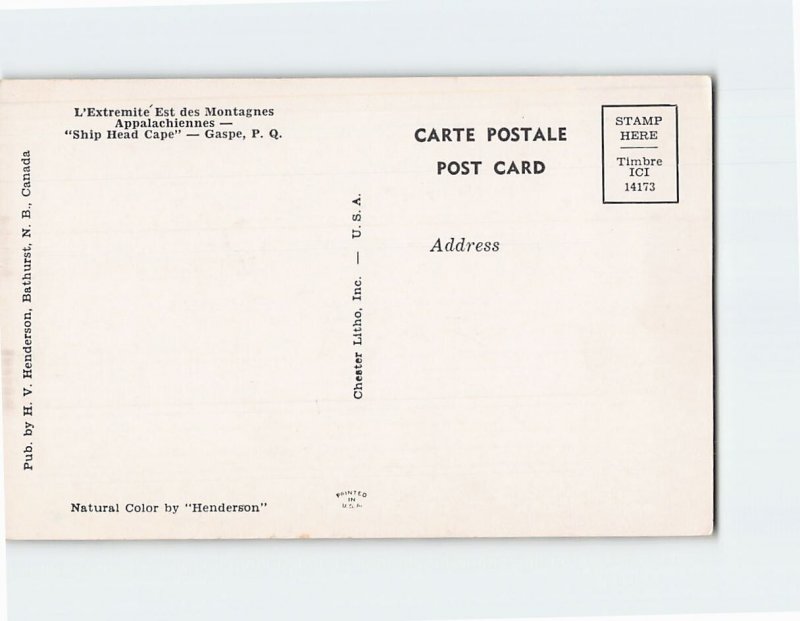 L'Extremité Est des Montagnes
Appalachiennes —
"Ship Head Cape" — Gaspe, P. Q.
Pub. by H. V. Henderson, Bathurst, N. B., Canada
Natural Color by "Henderson"
Chester Litho, Inc. — U. S. A.
PRINTED
IN
U.S.A.
CARTE POSTALE
POST CARD
Address
STAMP
HERE
Timbre
ICI
14173